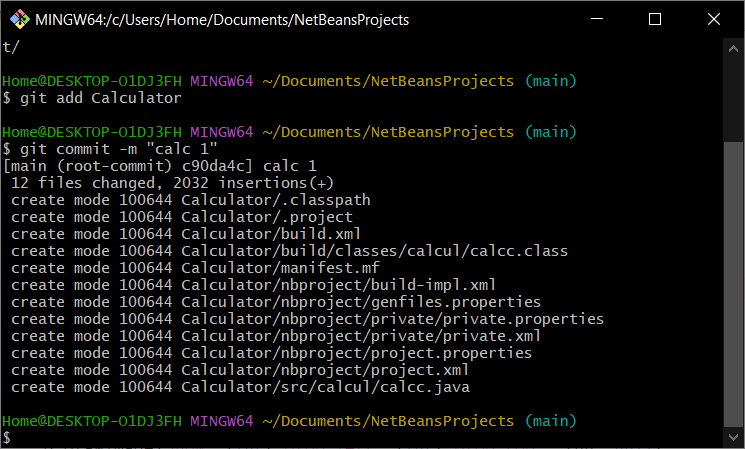 MINGW64:/c/Users/Home/Documents/NetBeansProjects
t/
Home@DESKTOP-O1DJ3FH MINGW64 ~/Documents/NetBeansProjects (main)
$ git add Calculator
Home@DESKTOP-O1DJ3FH MINGW64 ~/Documents/NetBeansProjects (main)
$ git commit -m "calc 1"
[main (root-commit) c90da4c] calc 1
 12 files changed, 2032 insertions(+)
 create mode 100644 Calculator/.classpath
 create mode 100644 Calculator/.project
 create mode 100644 Calculator/build.xml
 create mode 100644 Calculator/build/classes/calcul/calcc.class
 create mode 100644 Calculator/manifest.mf
 create mode 100644 Calculator/nbproject/build-impl.xml
 create mode 100644 Calculator/nbproject/genfiles.properties
 create mode 100644 Calculator/nbproject/private/private.properties
 create mode 100644 Calculator/nbproject/private/private.xml
 create mode 100644 Calculator/nbproject/project.properties
 create mode 100644 Calculator/nbproject/project.xml
 create mode 100644 Calculator/src/calcul/calcc.java
Home@DESKTOP-O1DJ3FH MINGW64 ~/Documents/NetBeansProjects (main)
$